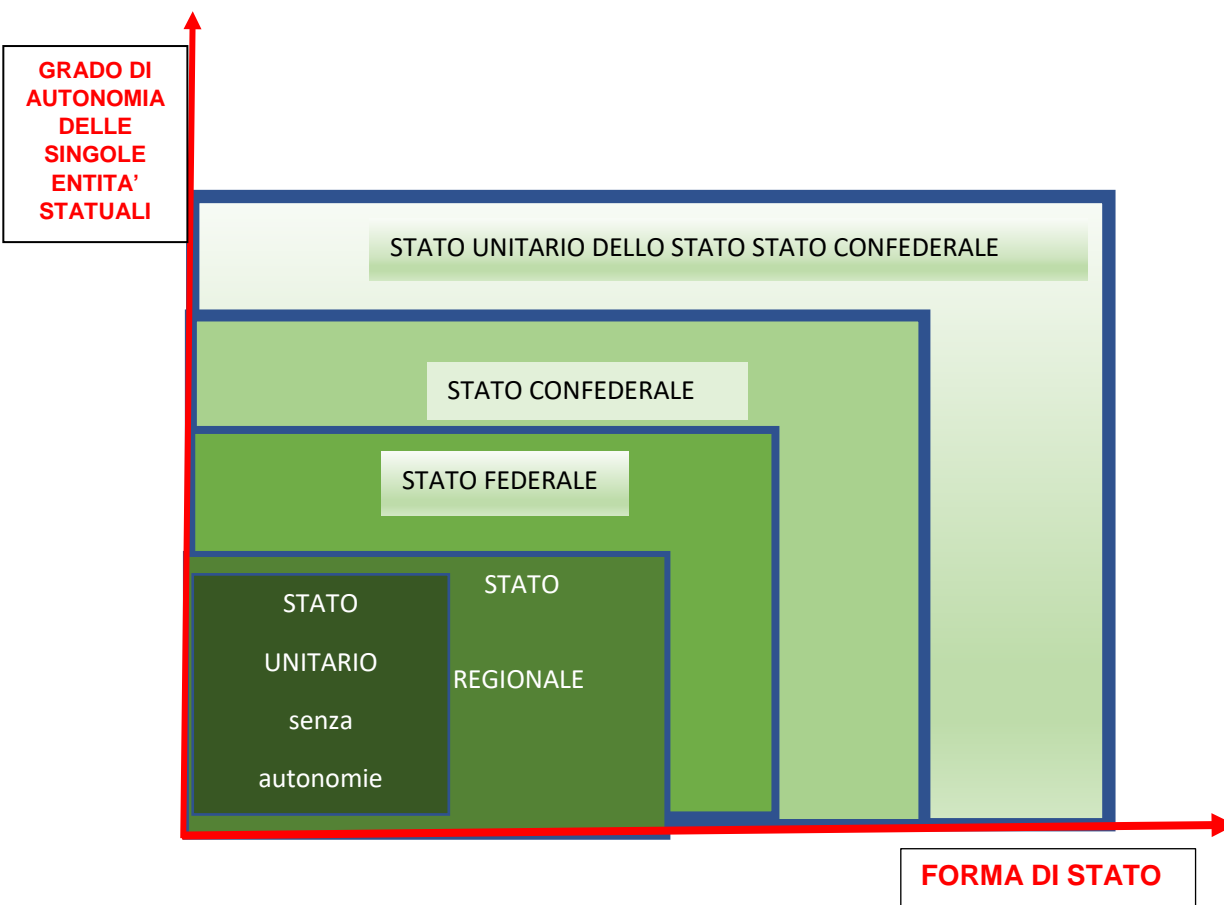 GRADO DI
AUTONOMIA
DELLE
SINGOLE
ENTITA'
STATUALI
STATO UNITARIO DELLO STATO STATO CONFEDERALE
STATO CONFEDERALE
STATO FEDERALE
STATO
REGIONALE
STATO
UNITARIO
senza
autonomie
FORMA DI STATO